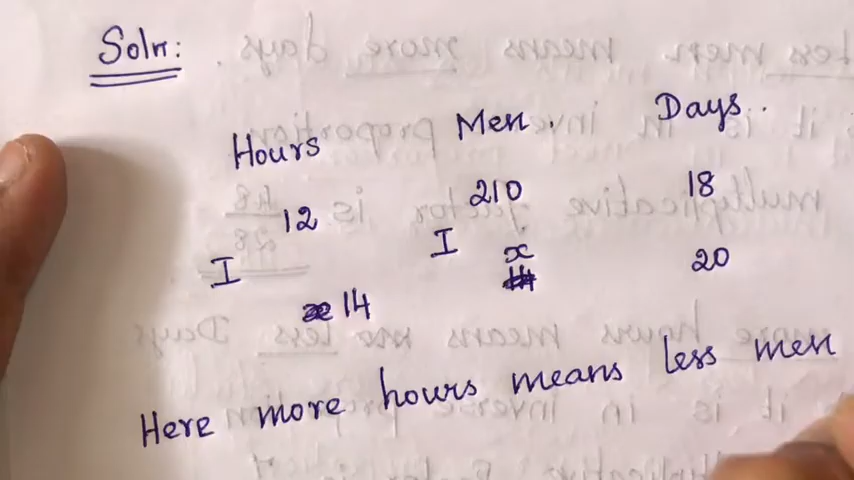 Soln:
Hours Men. Days.
12 210 18
I I x 20
14
Here more hours means less men